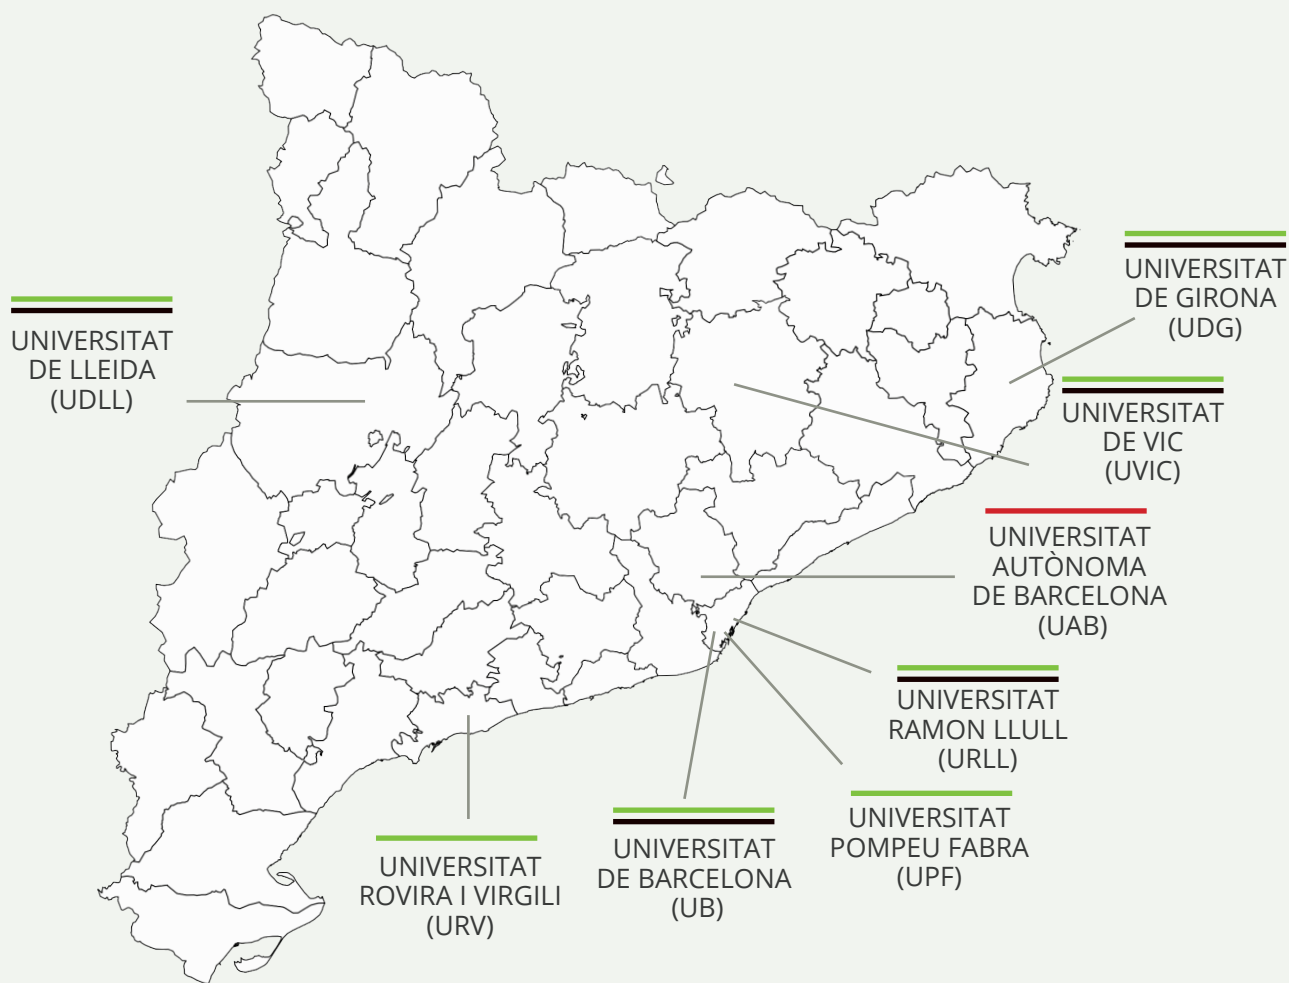 UNIVERSITAT
DE GIRONA
(UDG)
UNIVERSITAT
DE LLEIDA
(UDLL)
UNIVERSITAT
DE VIC
(UVIC)
UNIVERSITAT
AUTÒNOMA
DE BARCELONA
(UAB)
UNIVERSITAT
RAMON LLULL
(URLL)
UNIVERSITAT
POMPEU FABRA
(UPF)
UNIVERSITAT
DE BARCELONA
(UB)
UNIVERSITAT
ROVIRA I VIRGILI
(URV)